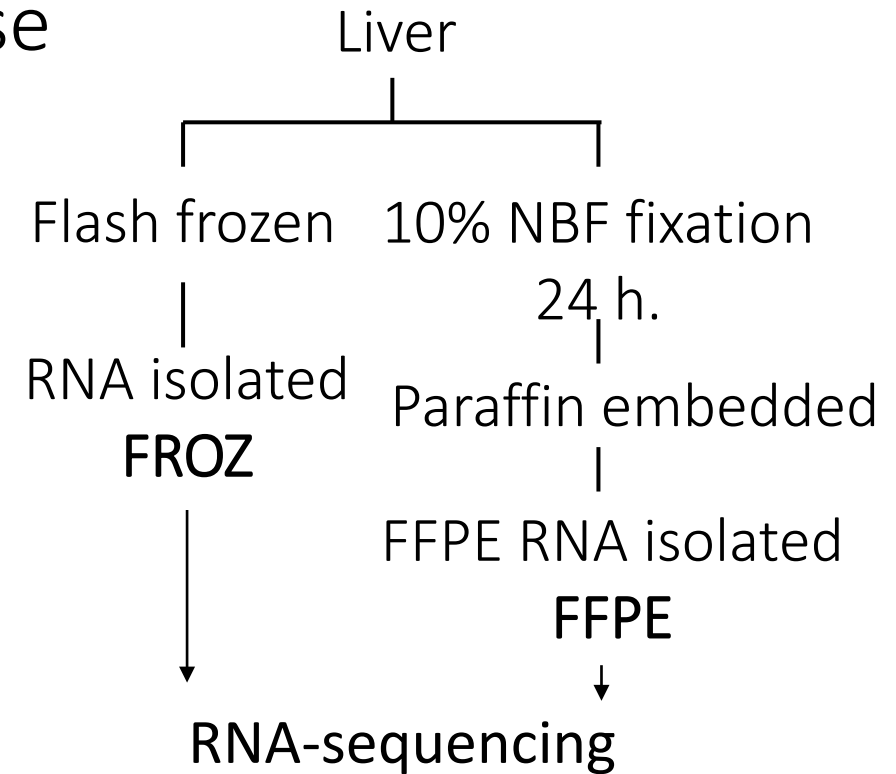 se
Liver
Flash frozen
10% NBF fixation
24 h.
RNA isolated
FROZ
Paraffin embedded
FFPE RNA isolated
FFPE
RNA-sequencing